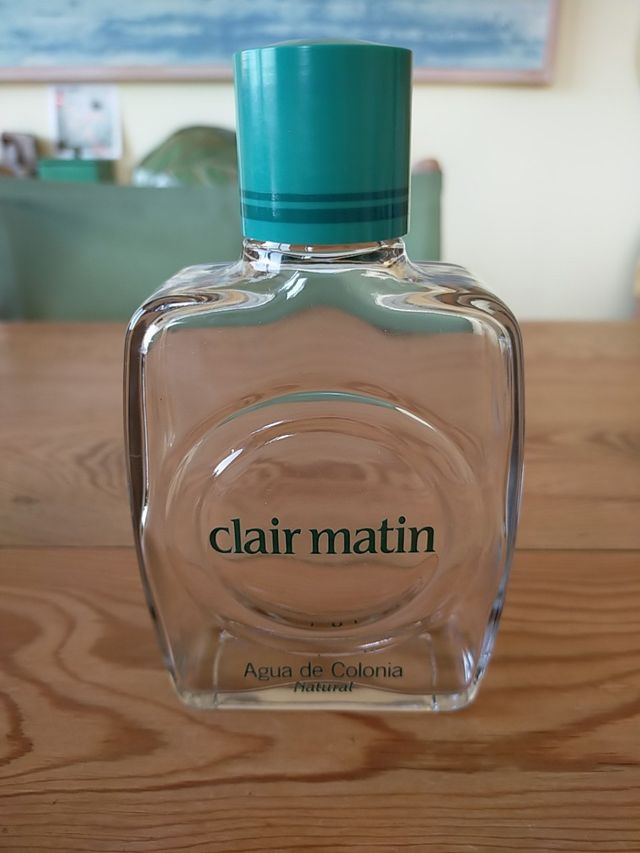 clair matin
Agua de Colonia
Natural